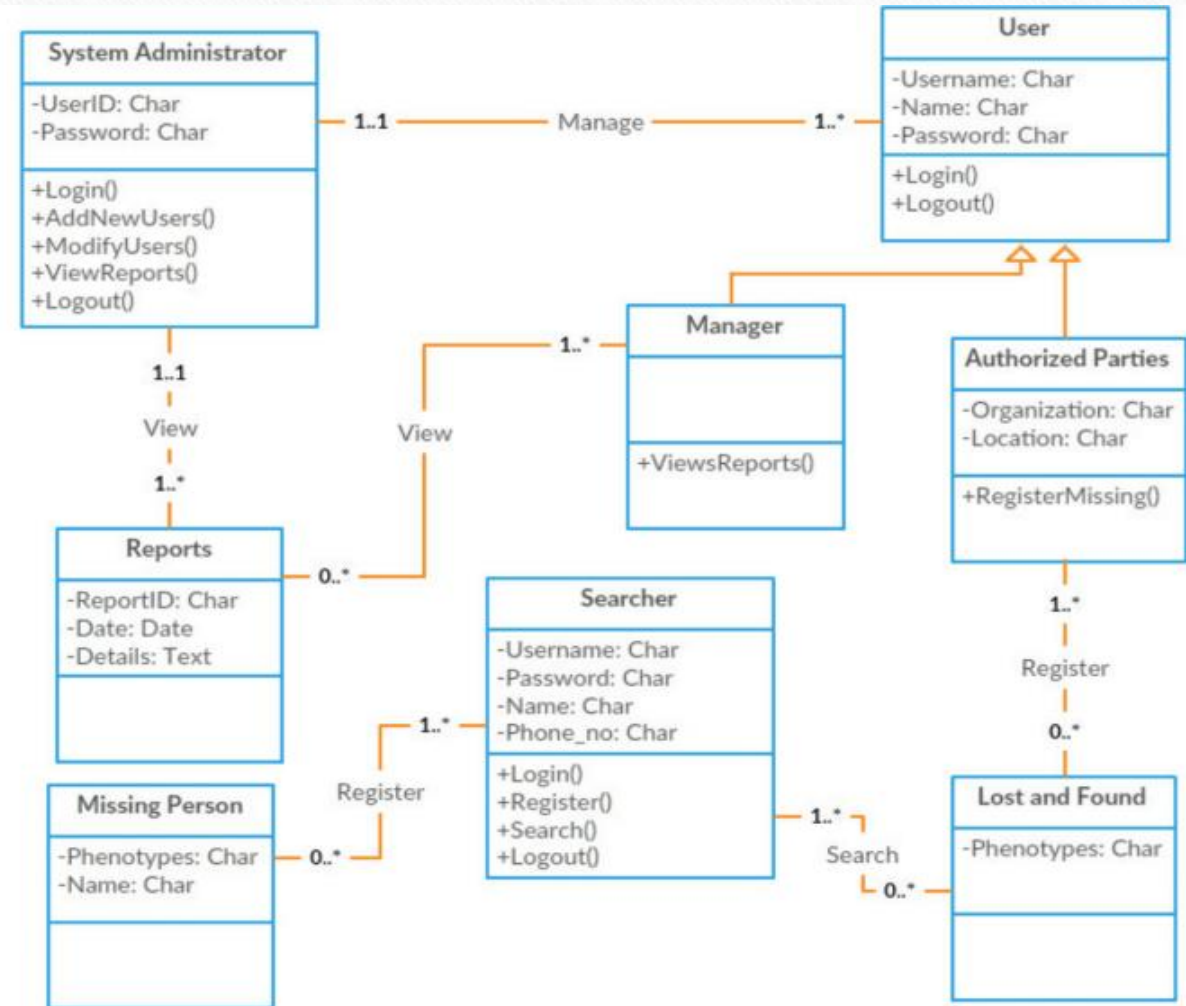 System Administrator
-UserID: Char
-Password: Char
+Login()
+AddNewUsers()
+ModifyUsers()
+ViewReports()
+Logout()
1..1
Manage
1..*
User
-Username: Char
-Name: Char
-Password: Char
+Login()
+Logout()
1..1
View
1..*
1..*
View
0..*
Manager
+ViewsReports()
Authorized Parties
-Organization: Char
-Location: Char
+RegisterMissing()
Reports
-ReportID: Char
-Date: Date
-Details: Text
Searcher
-Username: Char
-Password: Char
-Name: Char
-Phone_no: Char
+Login()
+Register()
+Search()
+Logout()
1..*
Register
0..*
1..*
Register
0..*
Missing Person
-Phenotypes: Char
-Name: Char
1..*
Search
0..*
Lost and Found
-Phenotypes: Char